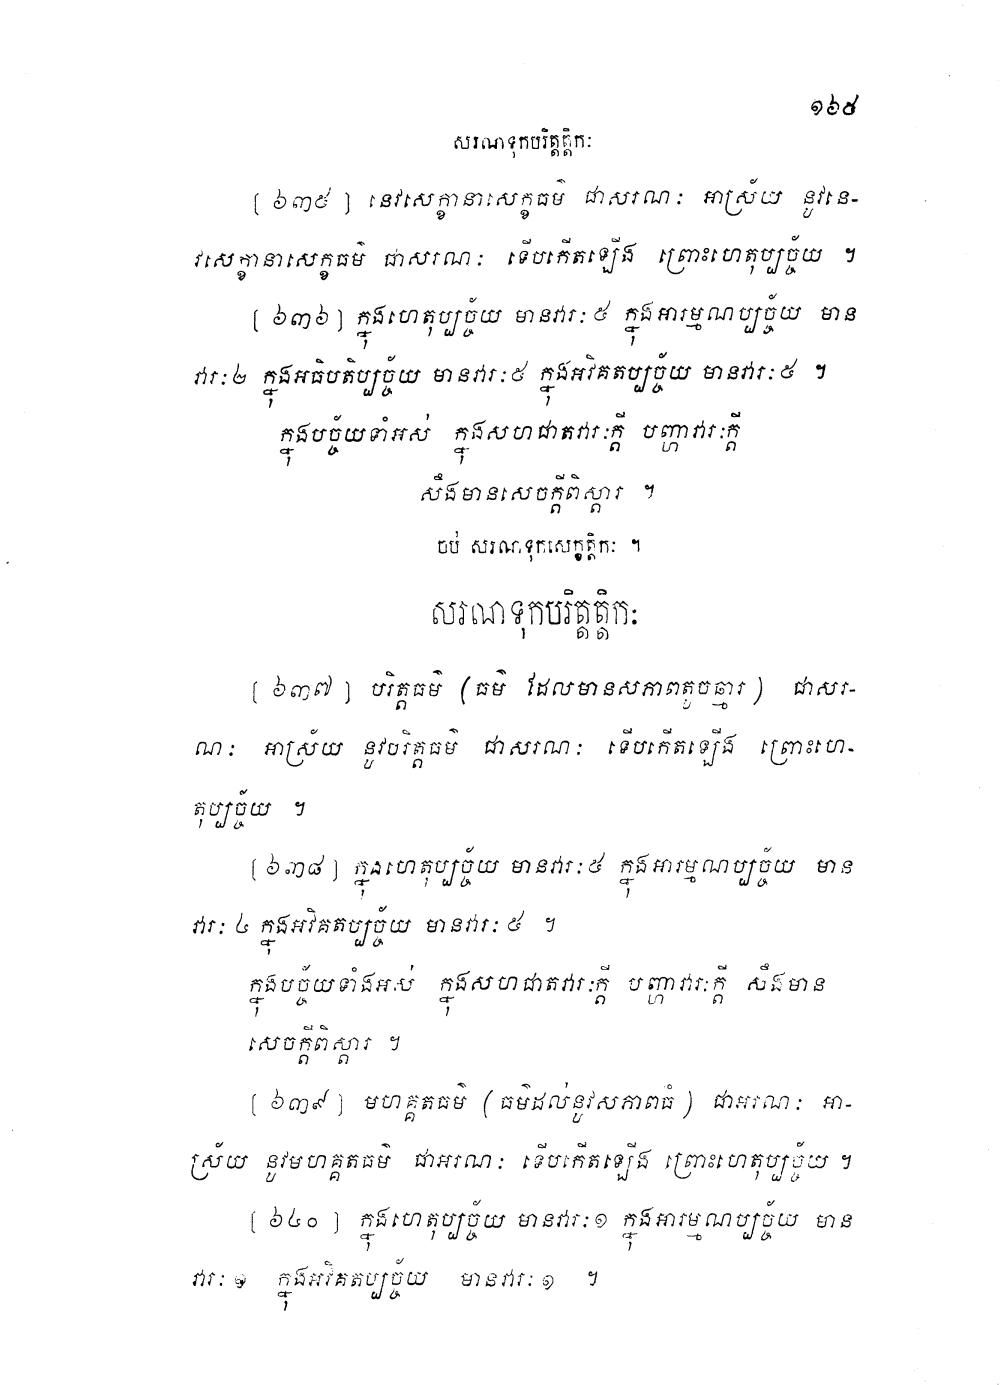 ១៦៥
សរណទុកបរិត្តត្តិកៈ
[ ៦៣៥ ] នេវសេក្ខានាសេក្ខធម៌ ជាសរណៈ អាស្រ័យ នូវនេ-
វសេក្ខានាសេក្ខធម៌ ជាសរណៈ ទើបកើតឡើង ព្រោះហេតុប្បច្ច័យ ។
[ ៦៣៦ ] ក្នុងហេតុប្បច្ច័យ មានវារៈ ៥ ក្នុងអារម្មណប្បច្ច័យ មាន
វារៈ ២ ក្នុងអធិបតិប្បច្ច័យ មានវារៈ ៥ ក្នុងអវិគតប្បច្ច័យ មានវារៈ ៥ ។
ក្នុងបច្ច័យទាំអស់ ក្នុងសហជាតវារៈក្តី បញ្ហាវារៈក្តី
សឹងមានសេចក្តីពិស្តារ ។
ចប់ សរណទុកសេក្ខត្តិកៈ ។
សរណទុកបរិត្តត្តិកៈ
[ ៦៣៧ ] បរិត្តធម៌ (ធម៌ ដែលមានសភាពតូចឆ្មារ) ជាសរ-
ណៈ អាស្រ័យ នូវបរិត្តធម៌ ជាសរណៈ ទើបកើតឡើង ព្រោះហេ-
តុប្បច្ច័យ ។
[ ៦៣៨ ] ក្នុងហេតុប្បច្ច័យ មានវារៈ ៥ ក្នុងអារម្មណប្បច្ច័យ មាន
វារៈ ៤ ក្នុងអវិគតប្បច្ច័យ មានវារៈ ៥ ។
ក្នុងបច្ច័យទាំងអស់ ក្នុងសហជាតវារៈក្តី បញ្ហាវារៈក្តី សឹងមាន
សេចក្តីពិស្តារ ។
[ ៦៣៩ ] មហគ្គតធម៌ (ធម៌ដល់នូវសភាពធំ) ជាអរណៈ អា-
ស្រ័យ នូវមហគ្គតធម៌ ជាអរណៈ ទើបកើតឡើង ព្រោះហេតុប្បច្ច័យ ។
[ ៦៤០ ] ក្នុងហេតុប្បច្ច័យ មានវារៈ ១ ក្នុងអារម្មណប្បច្ច័យ មាន
វារៈ ១ ក្នុងអវិគតប្បច្ច័យ មានវារៈ ១ ។